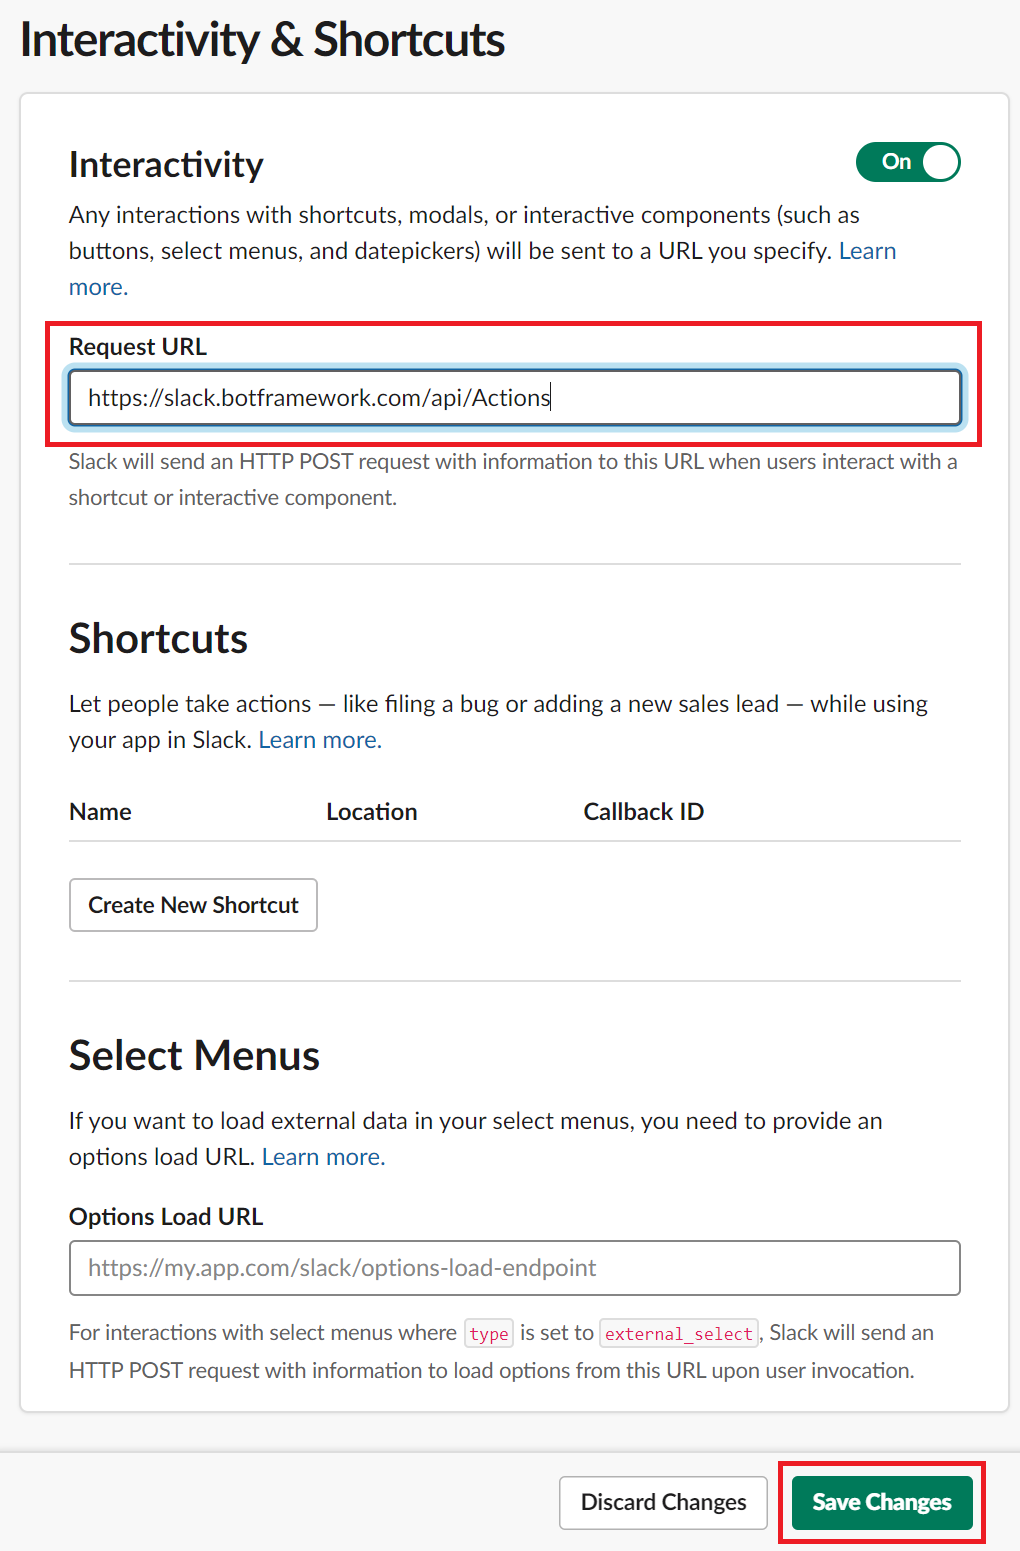 Interactivity & Shortcuts
Interactivity
On
Any interactions with shortcuts, modals, or interactive components (such as
buttons, select menus, and datepickers) will be sent to a URL you specify. Learn
more.
Request URL
https://slack.botframework.com/api/Actions
Slack will send an HTTP POST request with information to this URL when users interact with a
shortcut or interactive component.
Shortcuts
Let people take actions — like filing a bug or adding a new sales lead — while using
your app in Slack. Learn more.
Name Location Callback ID
Create New Shortcut
Select Menus
If you want to load external data in your select menus, you need to provide an
options load URL. Learn more.
Options Load URL
https://my.app.com/slack/options-load-endpoint
For interactions with select menus where type is set to external_select, Slack will send an
HTTP POST request with information to load options from this URL upon user invocation.
Discard Changes Save Changes